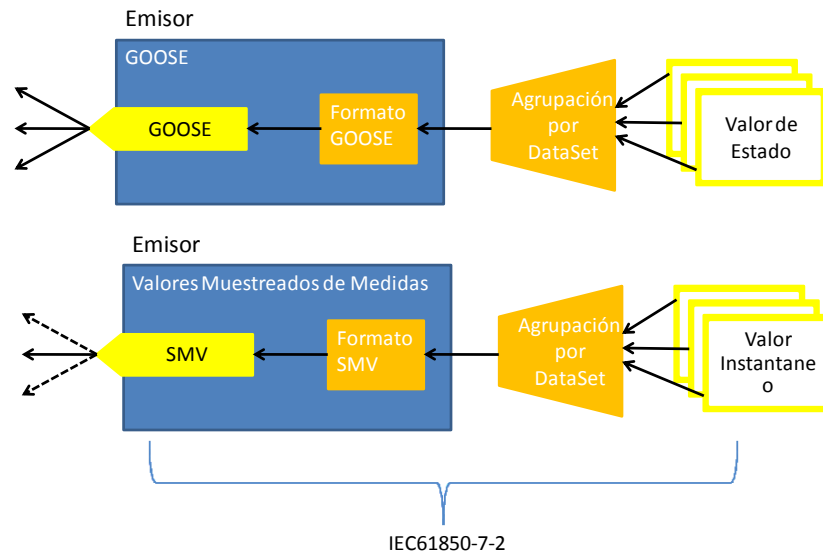 Emisor
GOOSE
GOOSE
Formato
GOOSE
Agrupación
por
DataSet
Valor de
Estado
Emisor
Valores Muestreados de Medidas
SMV
Formato
SMV
Agrupación
por
DataSet
Valor
Instantane
o
IEC61850-7-2